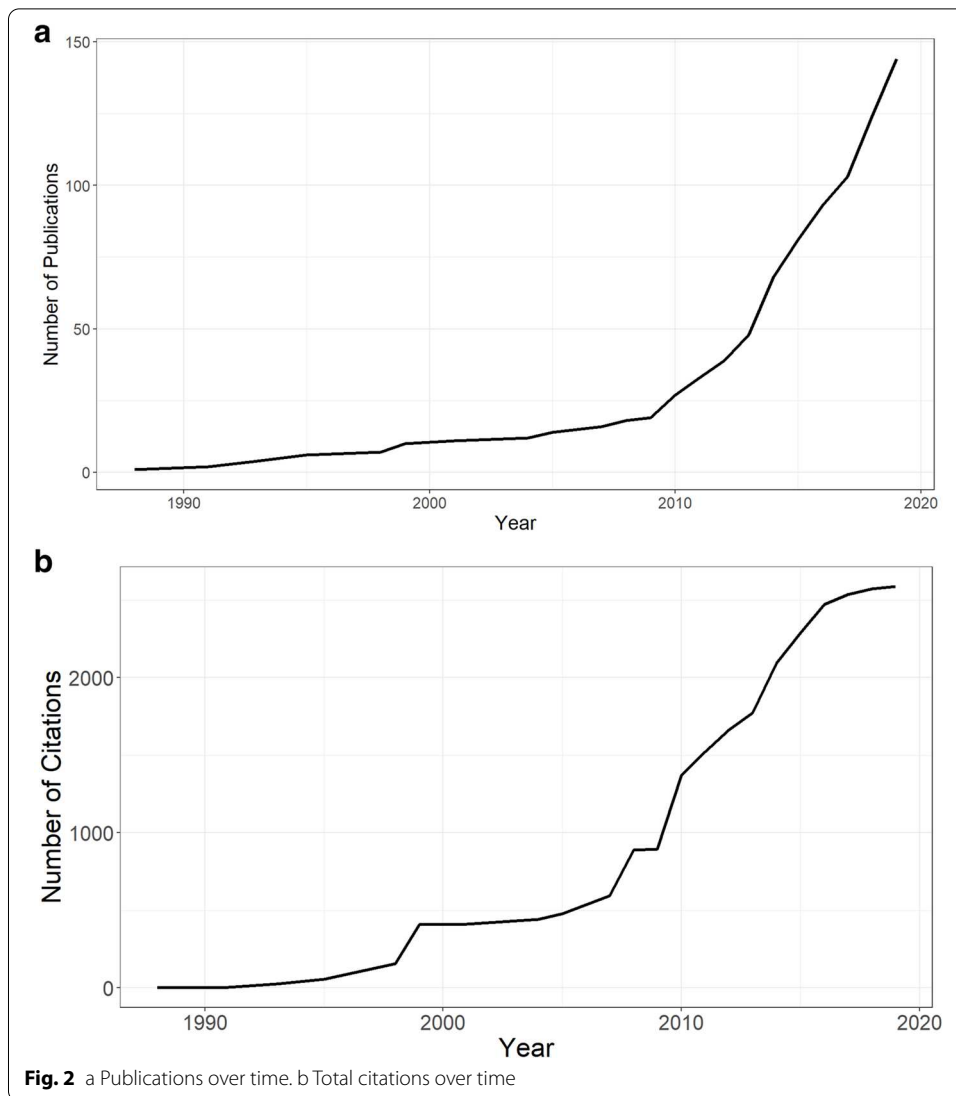 a
150
100
50
0
Number of Publications
1990 2000 2010 2020
Year
b
2000
1000
0
Number of Citations
1990 2000 2010 2020
Year
Fig. 2 a Publications over time. b Total citations over time